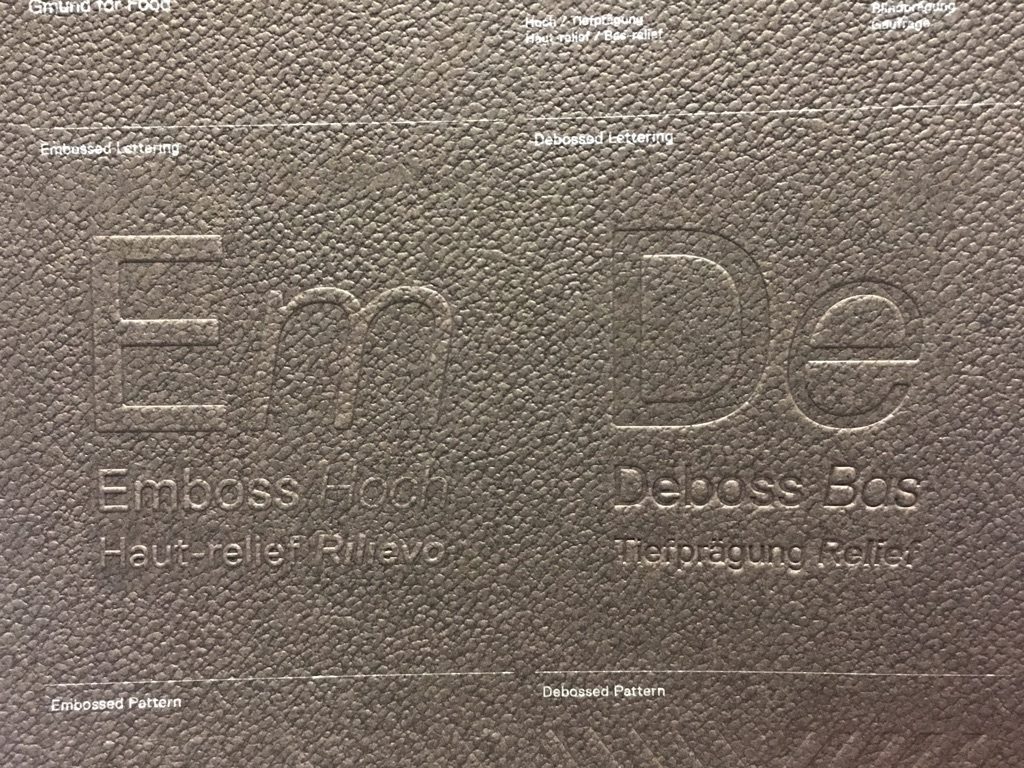 Gmund for Food
Hoch / Tiefprägung
Haut-relief / Bas-relief
Blindprägung
Gaufrage
Embossed Lettering
Debossed Lettering
Em
De
Emboss Hoch
Haut-relief Rilievo
Deboss Bas
Tiefprägung Relief
Embossed Pattern
Debossed Pattern